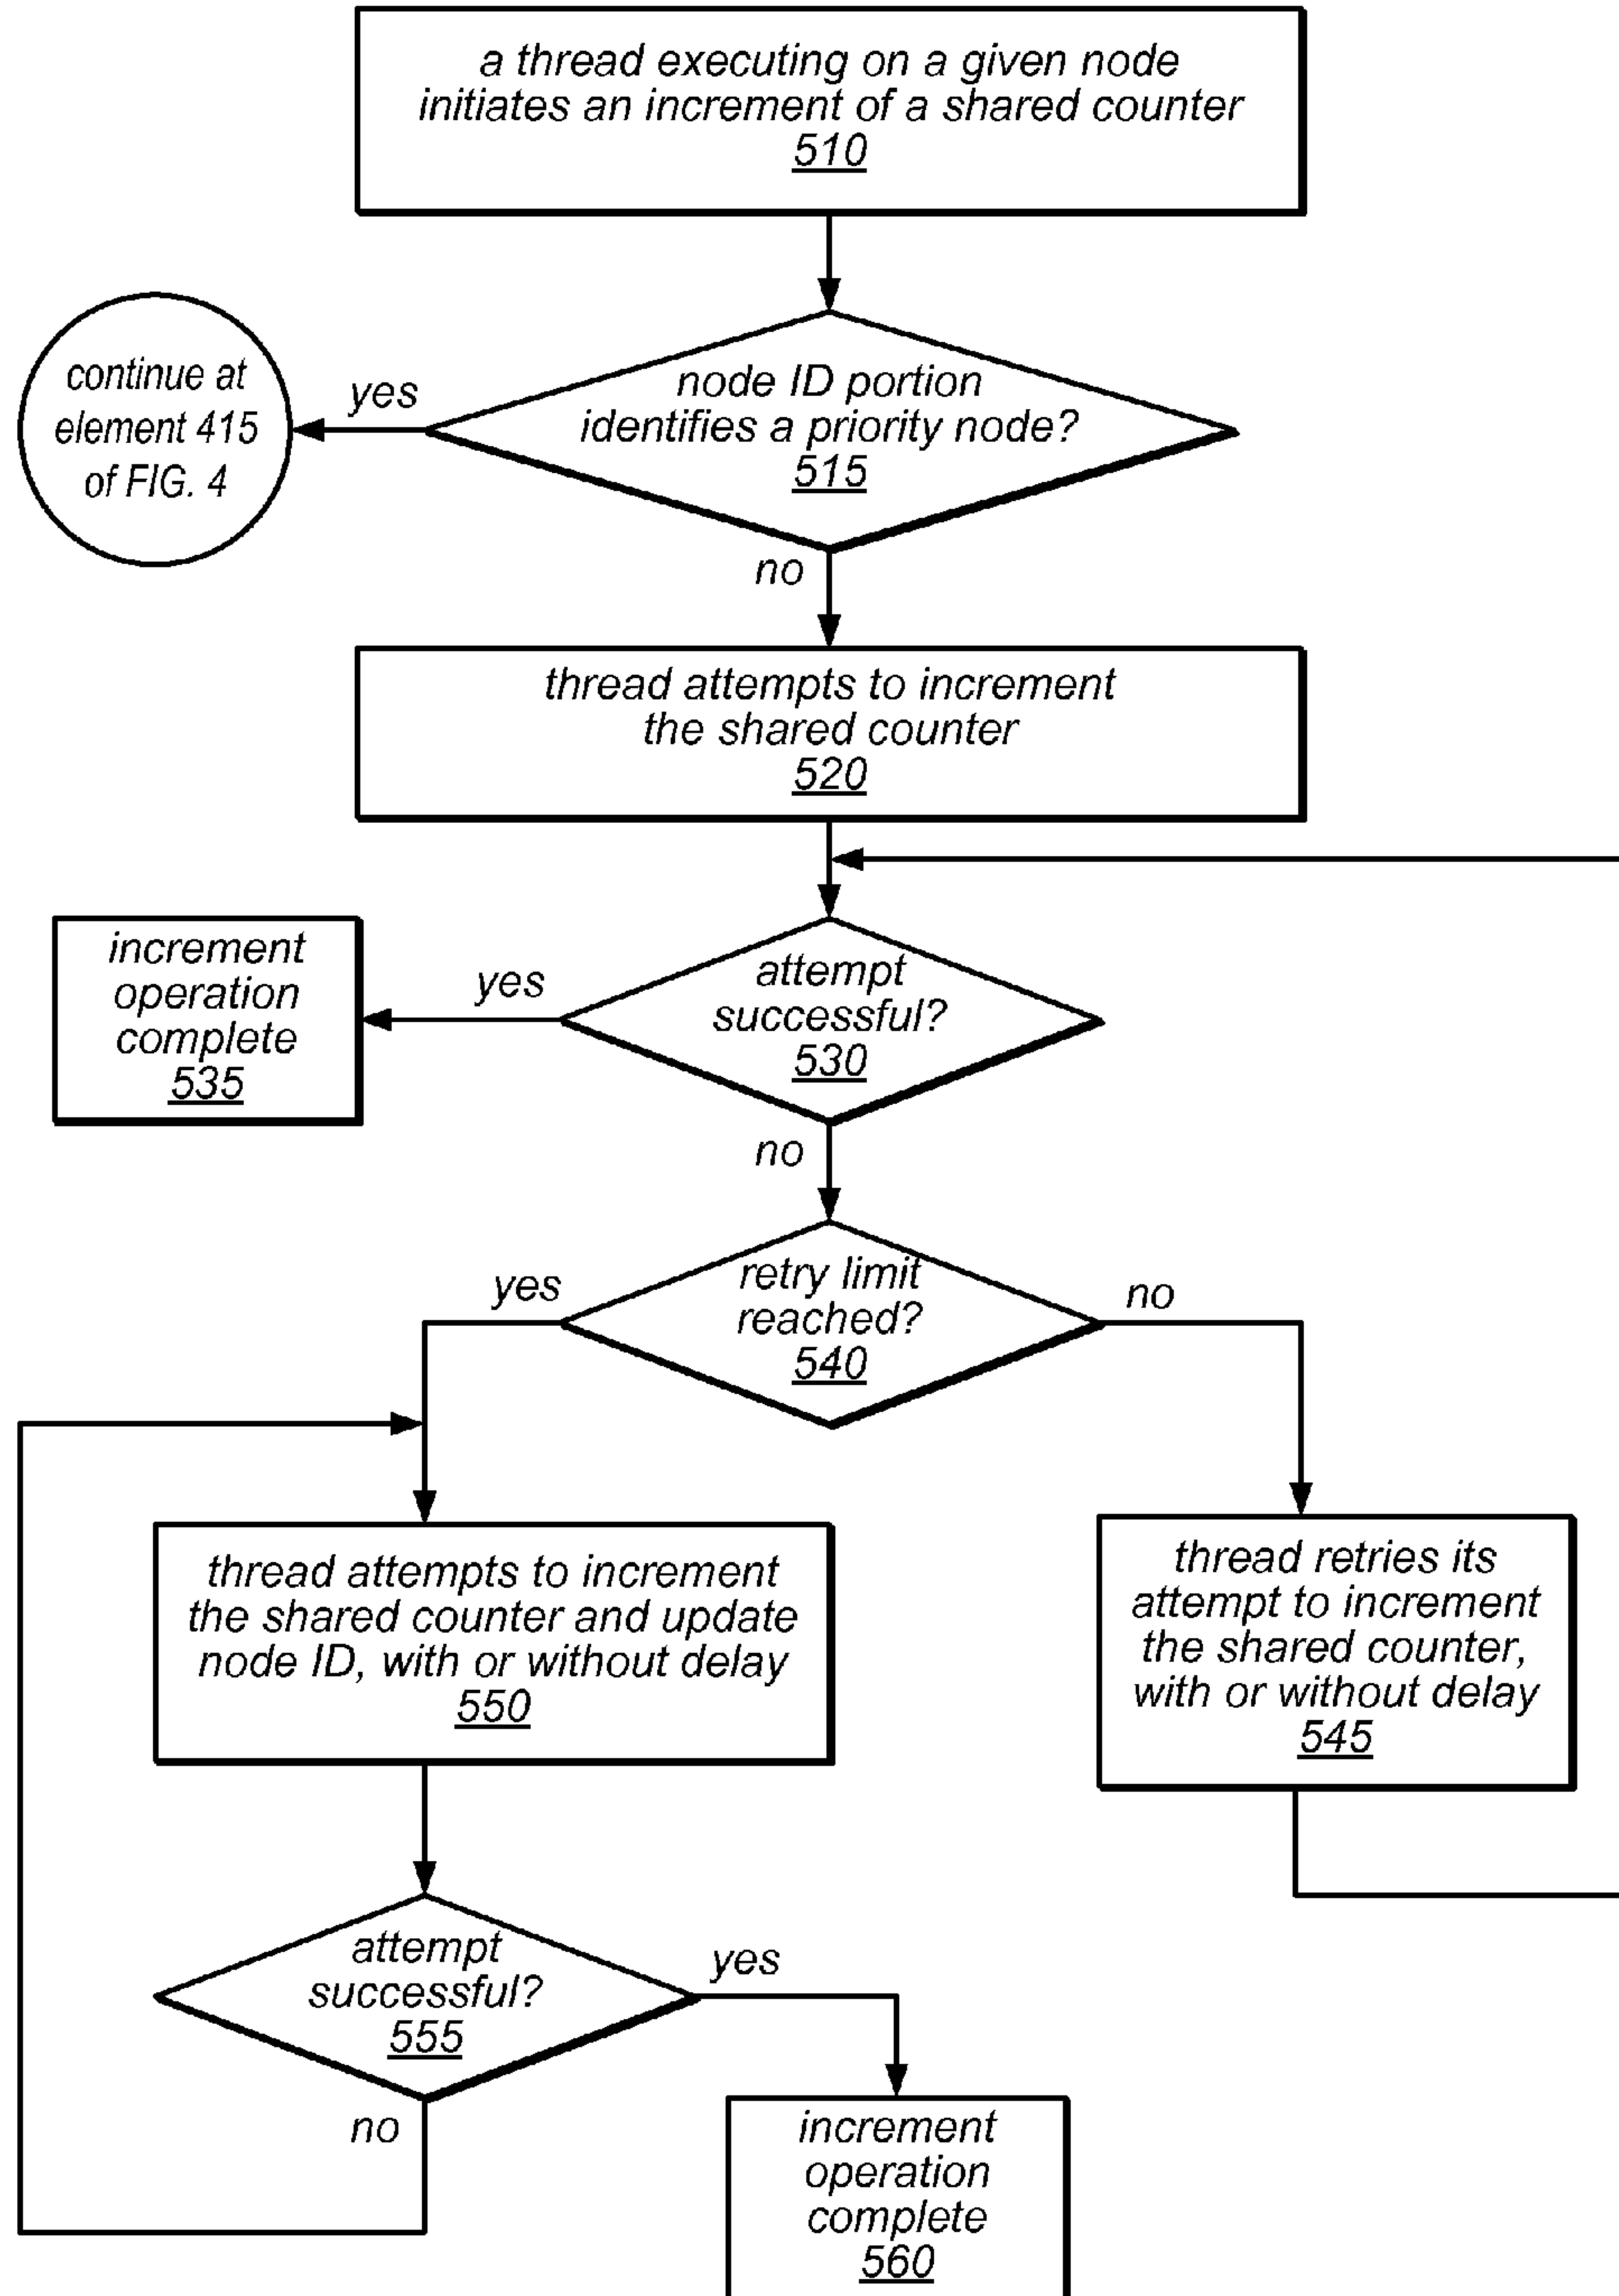 a thread executing on a given node
initiates an increment of a shared counter
510
continue at
element 415
of FIG. 4
yes
node ID portion
identifies a priority node?
515
no
thread attempts to increment
the shared counter
520
increment
operation
complete
535
yes
attempt
successful?
530
no
yes
retry limit
reached?
540
no
thread attempts to increment
the shared counter and update
node ID, with or without delay
550
thread retries its
attempt to increment
the shared counter,
with or without delay
545
attempt
successful?
555
yes
no
increment
operation
complete
560